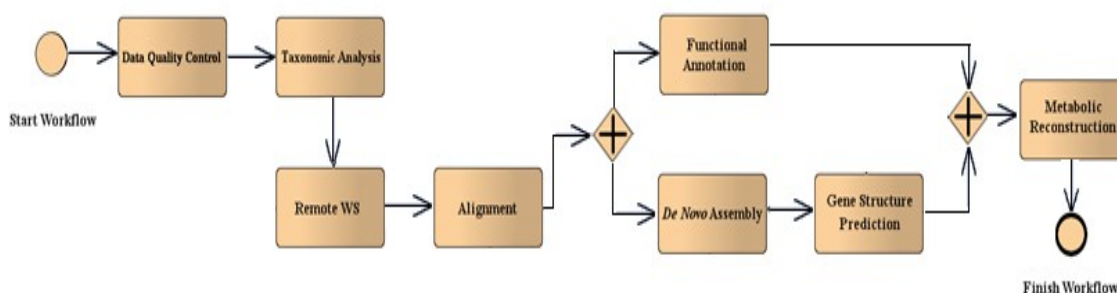 Start Workflow
Data Quality Control
Taxonomic Analysis
Remote WS
Alignment
Functional
Annotation
De Novo Assembly
Gene Structure
Prediction
Metabolic
Reconstruction
Finish Workflow